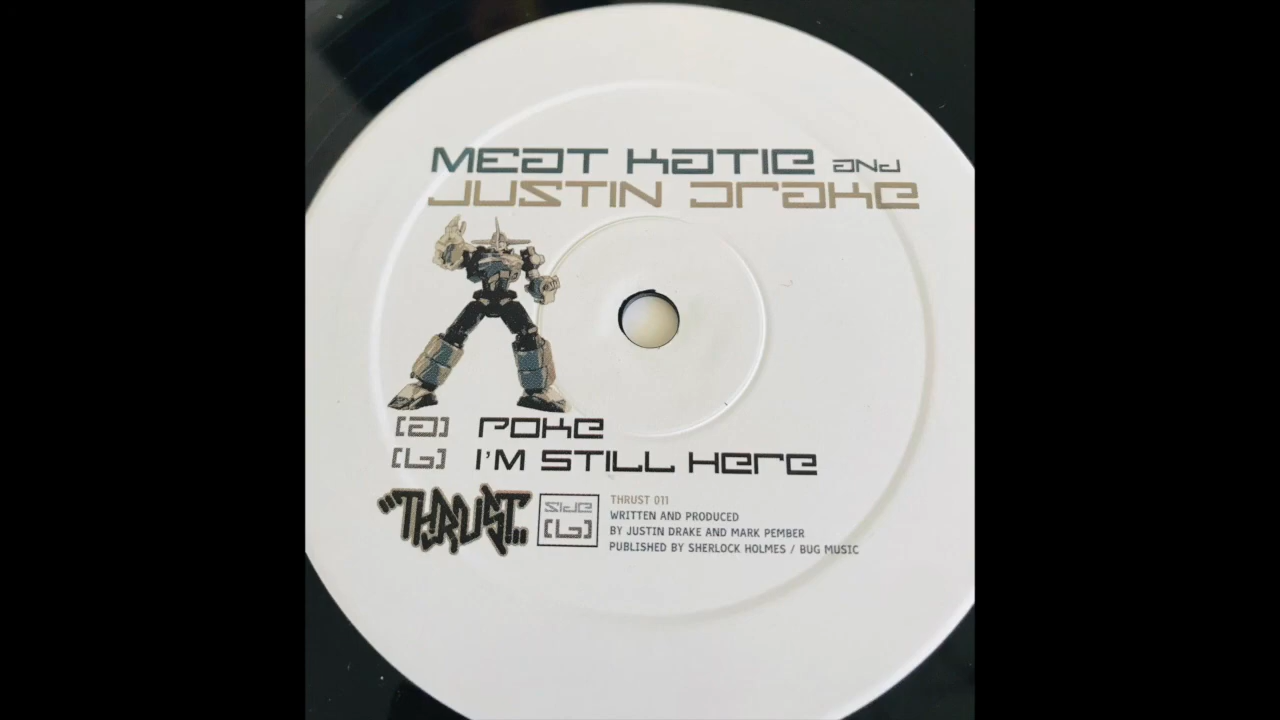 MEAT KATIE AND
JUSTIN DRAKE
[a] POKE
[b] I'M STILL HERE
"THRUST...
SIDE
[b]
THRUST 011
WRITTEN AND PRODUCED
BY JUSTIN DRAKE AND MARK PEMBER
PUBLISHED BY SHERLOCK HOLMES / BUG MUSIC